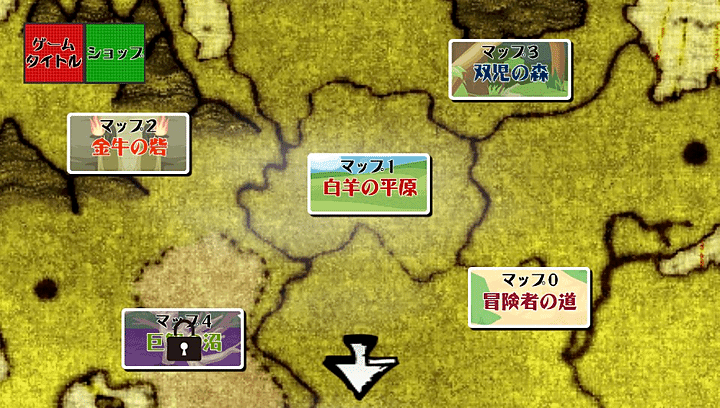 ゲーム
タイトル
ショップ
マップ3
双児の森
マップ2
金牛の砦
マップ1
白羊の平原
マップ0
冒険者の道
マップ4
巨 沼